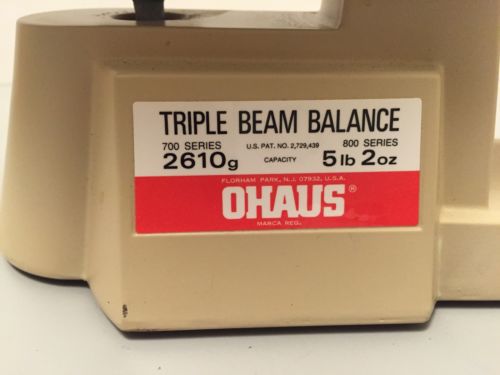 TRIPLE BEAM BALANCE
700 SERIES U.S. PAT. NO. 2,729,439 800 SERIES
2610g CAPACITY 5 lb 2 oz
FLORHAM PARK, N.J. 07932, U.S.A.
OHAUS®
MARCA REG.